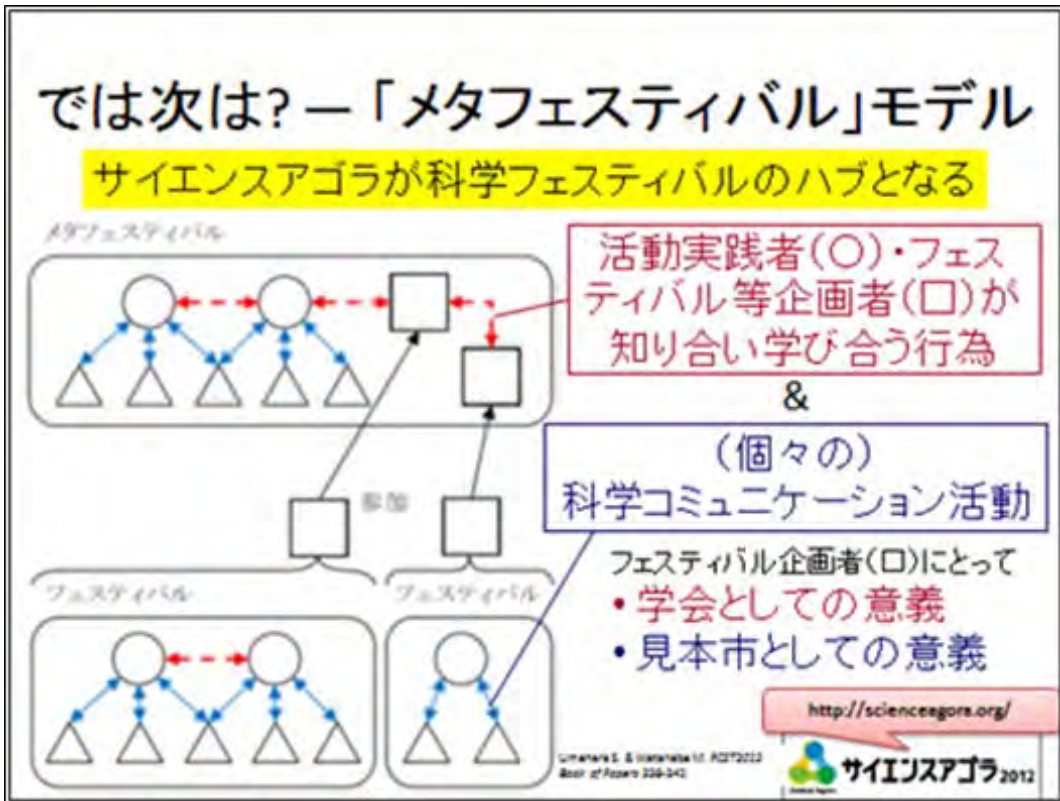 では次は? ー 「メタフェスティバル」モデル
サイエンスアゴラが科学フェスティバルのハブとなる
メタフェスティバル
活動実践者(〇)・フェス
ティバル等企画者(口)が
知り合い学び合う行為
&
(個々の)
科学コミュニケーション活動
参加
フェスティバル
フェスティバル
フェスティバル企画者(口)にとって
・学会としての意義
・見本市としての意義
http://scienceagora.org/
Book of Papers
サイエンスアゴラ2012